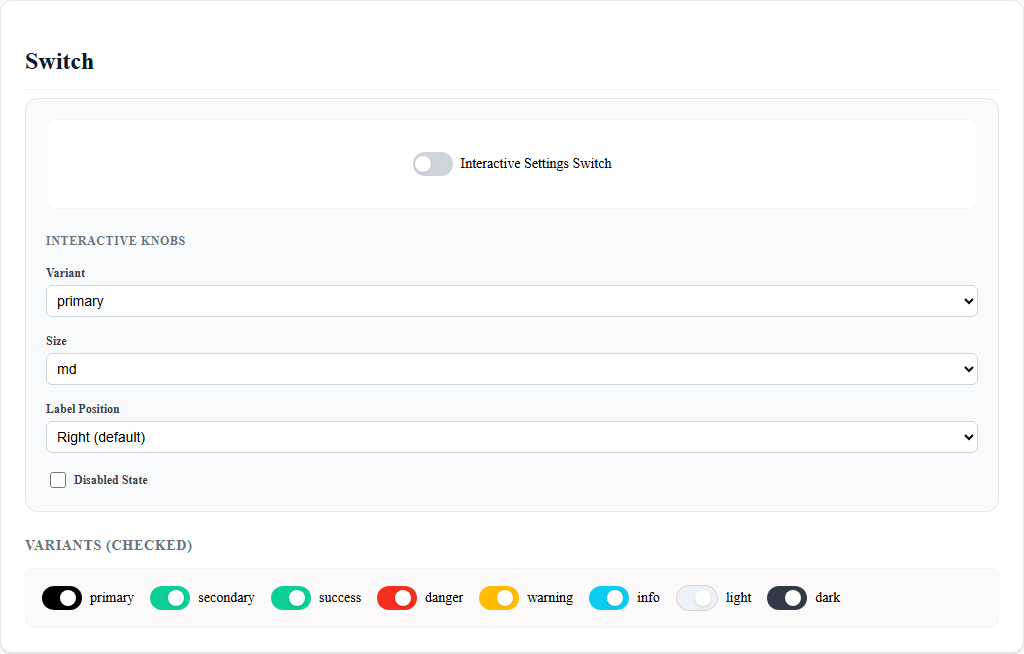 Switch
Interactive Settings Switch
INTERACTIVE KNOBS
Variant
primary
Size
md
Label Position
Right (default)
Disabled State
VARIANTS (CHECKED)
primary secondary success danger warning info light dark